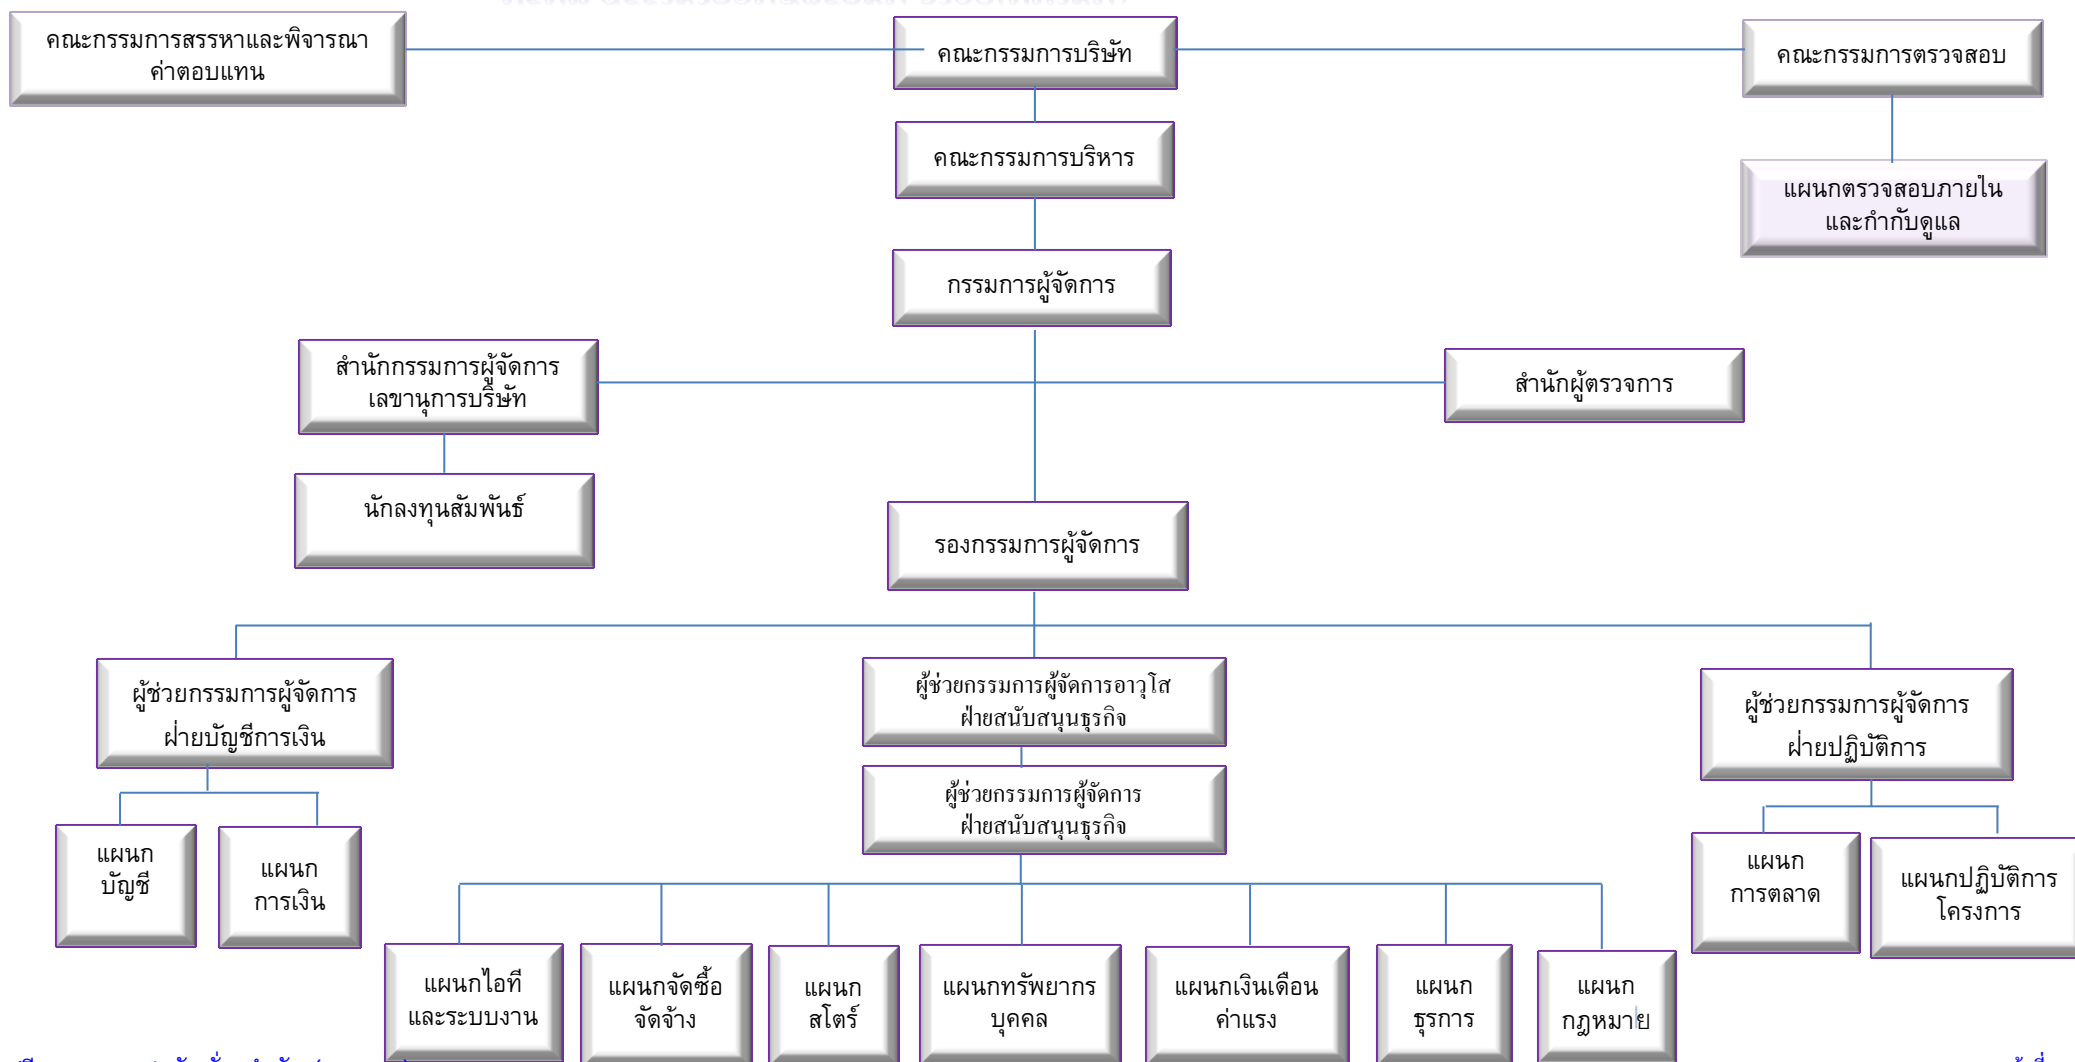 คณะกรรมการสรรหาและพิจารณา
ค่าตอบแทน
คณะกรรมการบริษัท
คณะกรรมการตรวจสอบ
คณะกรรมการบริหาร
แผนกตรวจสอบภายใน
และกำกับดูแล
กรรมการผู้จัดการ
สำนักกรรมการผู้จัดการ
เลขานุการบริษัท
สำนักผู้ตรวจการ
นักลงทุนสัมพันธ์
รองกรรมการผู้จัดการ
ผู้ช่วยกรรมการผู้จัดการ
ฝ่ายบัญชีการเงิน
ผู้ช่วยกรรมการผู้จัดการอาวุโส
ฝ่ายสนับสนุนธุรกิจ
ผู้ช่วยกรรมการผู้จัดการ
ฝ่ายปฏิบัติการ
ผู้ช่วยกรรมการผู้จัดการ
ฝ่ายสนับสนุนธุรกิจ
แผนก
บัญชี
แผนก
การเงิน
แผนก
การตลาด
แผนกปฏิบัติการ
โครงการ
แผนกไอที
และระบบงาน
แผนกจัดซื้อ
จัดจ้าง
แผนก
สโตร์
แผนกทรัพยากร
บุคคล
แผนกเงินเดือน
ค่าแรง
แผนก
ธุรการ
แผนก
กฎหมาย